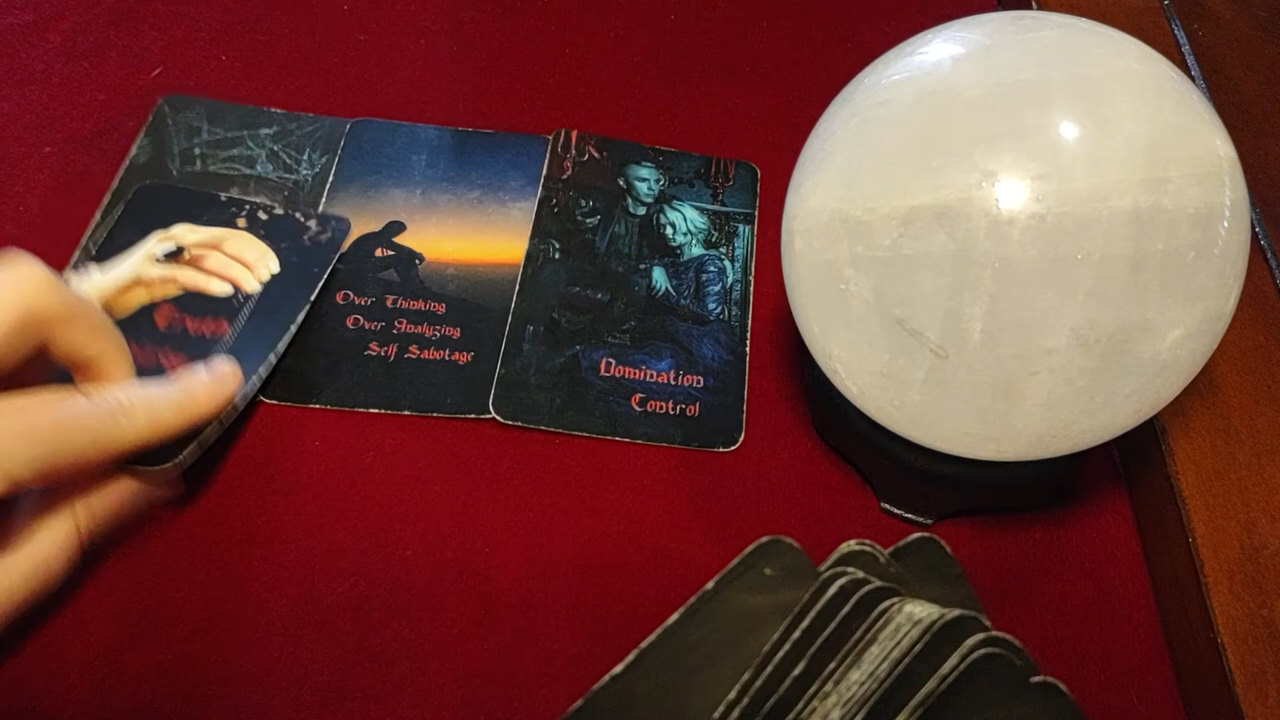 Over Thinking
Over Analyzing
Self Sabotage
Domination
Control